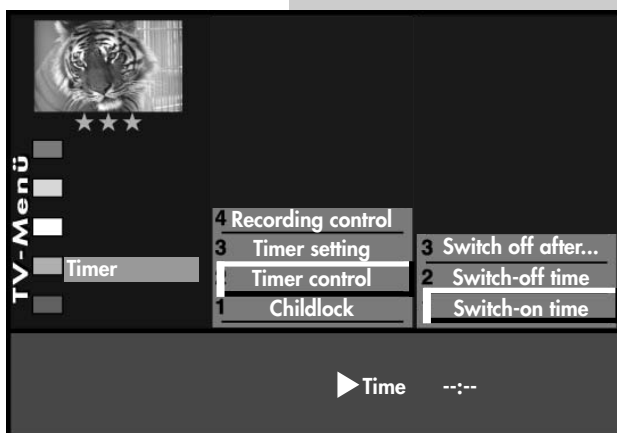 TV-Menü
Timer
4 Recording control
3 Timer setting
2 Timer control
1 Childlock
3 Switch off after...
2 Switch-off time
Switch-on time
Time --:--